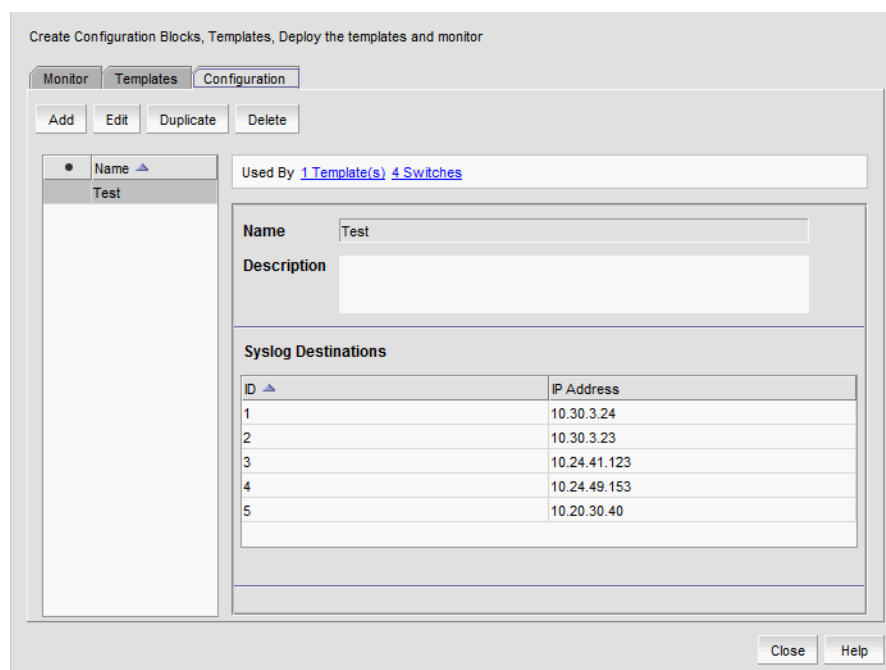 Create Configuration Blocks, Templates, Deploy the templates and monitor
Monitor Templates Configuration
Add Edit Duplicate Delete
Name
Test
Used By 1 Template(s) 4 Switches
Name Test
Description
Syslog Destinations
ID IP Address
1 10.30.3.24
2 10.30.3.23
3 10.24.41.123
4 10.24.49.153
5 10.20.30.40
Close Help